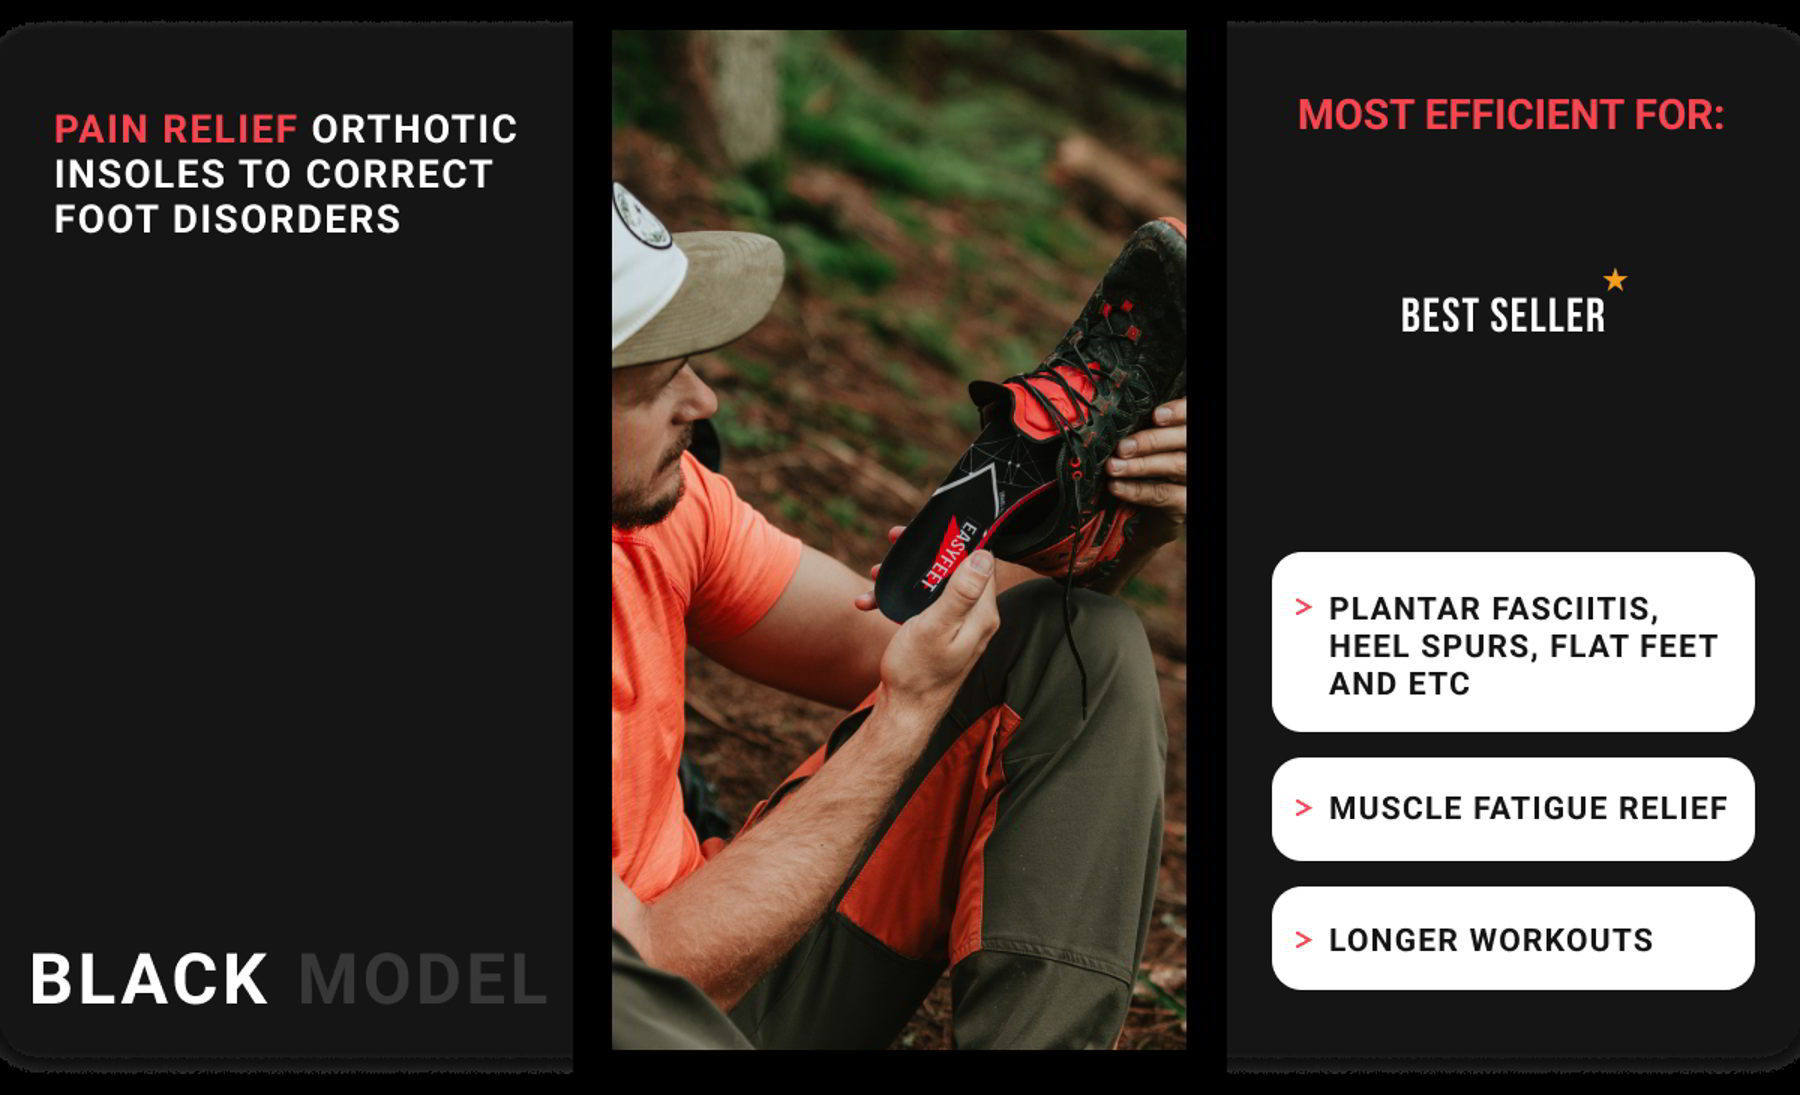 PAIN RELIEF ORTHOTIC
INSOLES TO CORRECT
FOOT DISORDERS
BLACK MODEL
EASYFEET
MOST EFFICIENT FOR:
BEST SELLER
> PLANTAR FASCIITIS,
HEEL SPURS, FLAT FEET
AND ETC
> MUSCLE FATIGUE RELIEF
> LONGER WORKOUTS